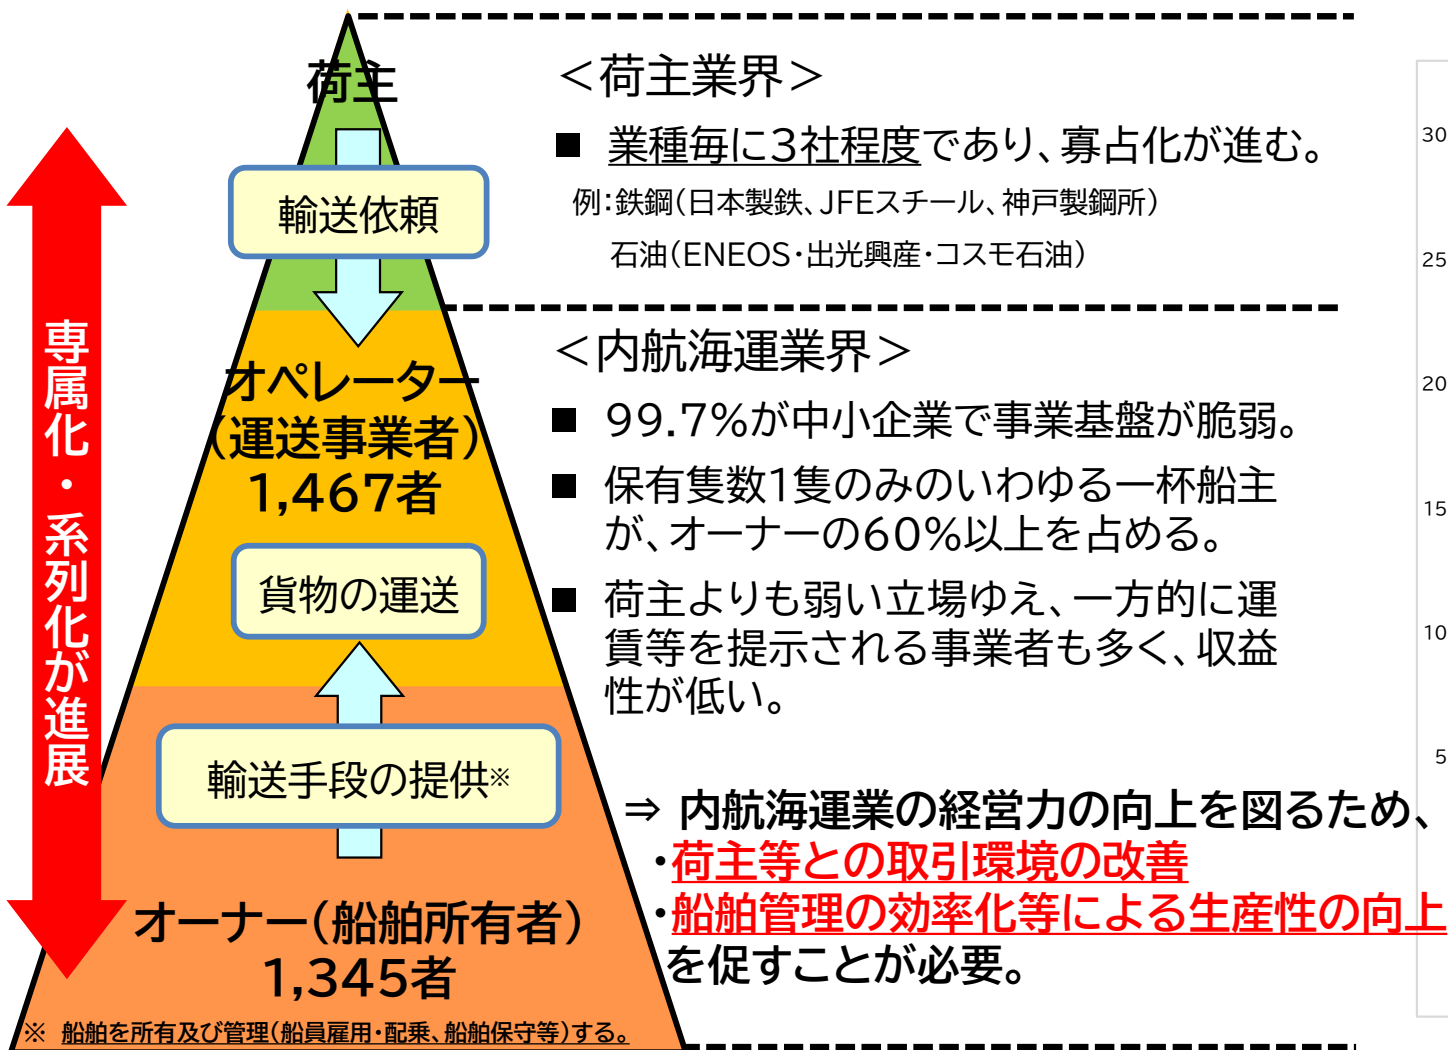 荷主
輸送依頼
オペレーター
（運送事業者）
1,467者
貨物の運送
輸送手段の提供※
オーナー（船舶所有者）
1,345者
※ 船舶を所有及び管理（船員雇用・配乗、船舶保守等）する。
専属化・系列化が進展
＜荷主業界＞
■ 業種毎に３社程度であり、寡占化が進む。
例：鉄鋼（日本製鉄、JFEスチール、神戸製鋼所）
石油（ENEOS・出光興産・コスモ石油）
＜内航海運業界＞
■ 99.7％が中小企業で事業基盤が脆弱。
■ 保有隻数1隻のみのいわゆる一杯船主
が、オーナーの60％以上を占める。
■ 荷主よりも弱い立場ゆえ、一方的に運
賃等を提示される事業者も多く、収益
性が低い。
⇒ 内航海運業の経営力の向上を図るため、
・荷主等との取引環境の改善
・船舶管理の効率化等による生産性の向上
を促すことが必要。
30
25
20
15
10
5